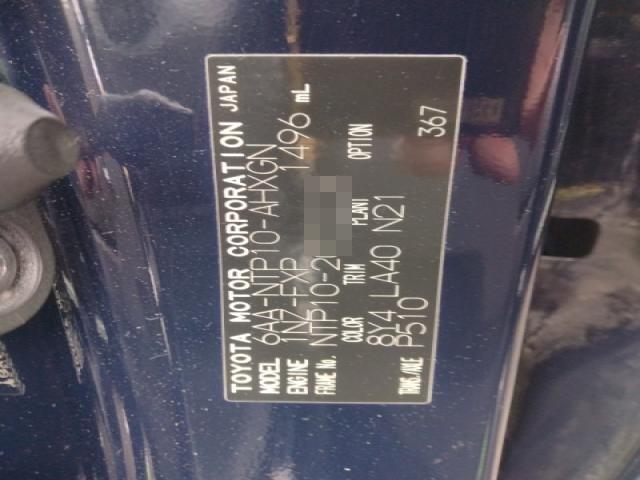 TOYOTA MOTOR CORPORATION JAPAN
MODEL 6AA-NTP10-AHXGN
ENGINE 1NZ-FXP 1496 mL
FRAME No. NTP10-2
COLOR TRIM PLANT OPTION
8Y4 LA40 N21 367
TRANS./AXLE P510